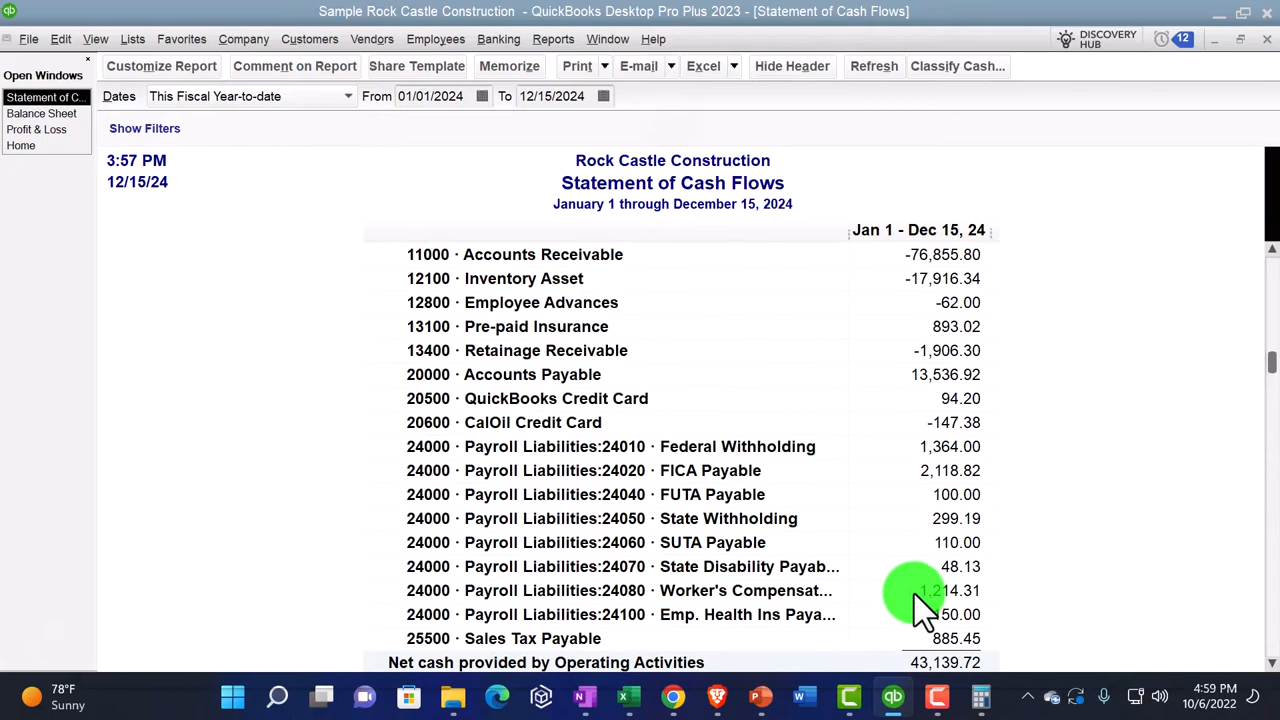 Sample Rock Castle Construction - QuickBooks Desktop Pro Plus 2023 - [Statement of Cash Flows]
File Edit View Lists Favorites Company Customers Vendors Employees Banking Reports Window Help DISCOVERY HUB 12
Open Windows
Statement of C...
Balance Sheet
Profit & Loss
Home
Customize Report Comment on Report Share Template Memorize Print E-mail Excel Hide Header Refresh Classify Cash...
Dates This Fiscal Year-to-date From 01/01/2024 To 12/15/2024
Show Filters
3:57 PM
12/15/24
Rock Castle Construction
Statement of Cash Flows
January 1 through December 15, 2024
Jan 1 - Dec 15, 24
11000 · Accounts Receivable -76,855.80
12100 · Inventory Asset -17,916.34
12800 · Employee Advances -62.00
13100 · Pre-paid Insurance 893.02
13400 · Retainage Receivable -1,906.30
20000 · Accounts Payable 13,536.92
20500 · QuickBooks Credit Card 94.20
20600 · CalOil Credit Card -147.38
24000 · Payroll Liabilities:24010 · Federal Withholding 1,364.00
24000 · Payroll Liabilities:24020 · FICA Payable 2,118.82
24000 · Payroll Liabilities:24040 · FUTA Payable 100.00
24000 · Payroll Liabilities:24050 · State Withholding 299.19
24000 · Payroll Liabilities:24060 · SUTA Payable 110.00
24000 · Payroll Liabilities:24070 · State Disability Payab... 48.13
24000 · Payroll Liabilities:24080 · Worker's Compensat... 1,214.31
24000 · Payroll Liabilities:24100 · Emp. Health Ins Paya...
25500 · Sales Tax Payable 885.45
Net cash provided by Operating Activities 43,139.72
78°F
Sunny
4:59 PM
10/6/2022